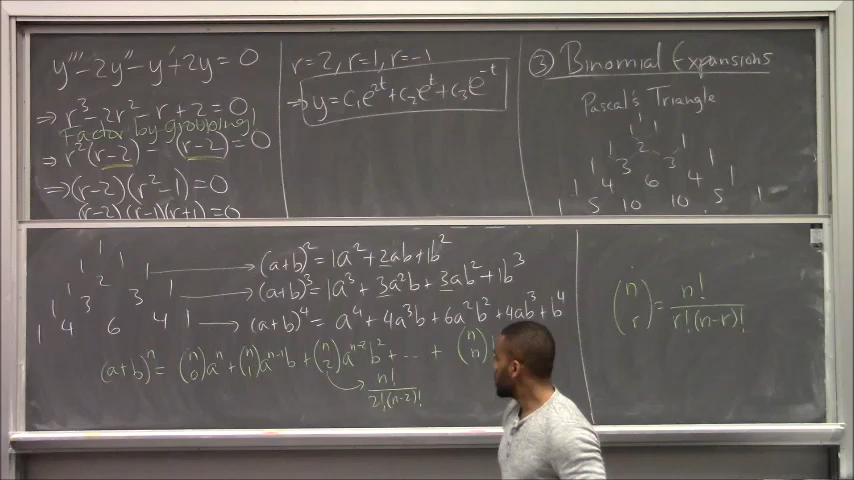 y''' - 2y'' - y' + 2y = 0
⇒ r³ - 2r² - r + 2 = 0
Factor by grouping!
⇒ r²(r-2) - (r-2) = 0
⇒ (r-2)(r²-1) = 0
(r-2)(r-1)(r+1) = 0
r=2, r=1, r=-1
⇒ y = c₁e^{2t} + c₂e^{t} + c₃e^{-t}
③ Binomial Expansions
Pascal's Triangle
1
1 1
1 2 1
1 3 3 1
1 4 6 4 1
1 5 10 10 5 1
1
1 1
1 2 1 → (a+b)² = 1a² + 2ab + 1b²
1 3 3 1 → (a+b)³ = 1a³ + 3a²b + 3ab² + 1b³
1 4 6 4 1 → (a+b)⁴ = a⁴ + 4a³b + 6a²b² + 4ab³ + b⁴
(a+b)ⁿ = (n 0)aⁿ + (n 1)a^{n-1}b + (n 2)a^{n-2}b² + ... + (n n)
n!
2!(n-2)!
(n r) = n! / r!(n-r)!